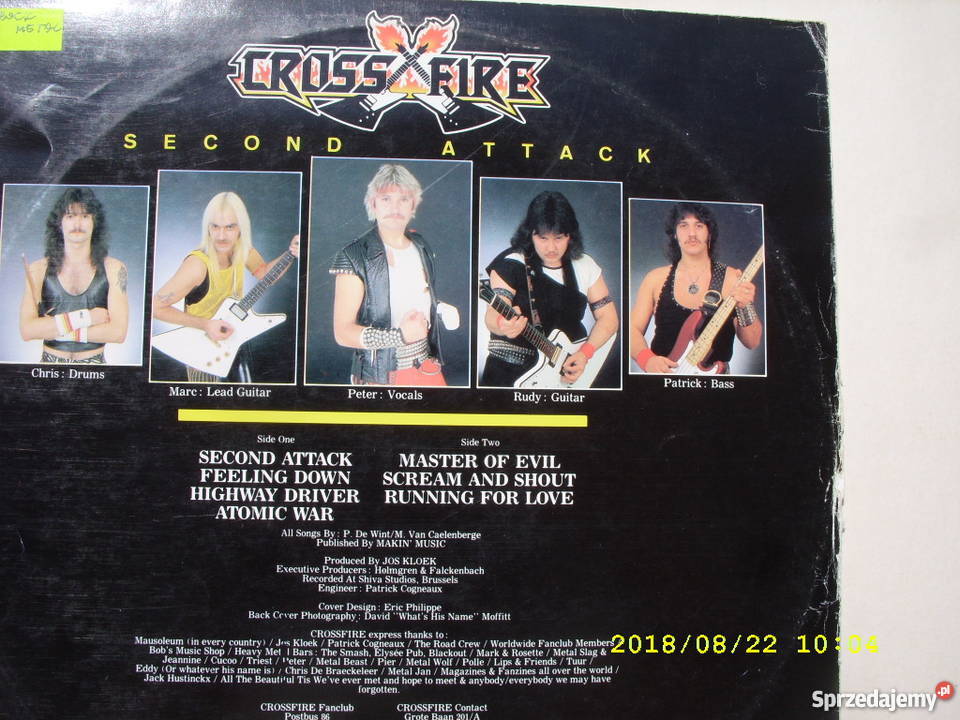 CROSSFIRE
SECOND ATTACK
Chris : Drums
Marc : Lead Guitar
Peter : Vocals
Rudy : Guitar
Patrick : Bass
Side One
SECOND ATTACK
FEELING DOWN
HIGHWAY DRIVER
ATOMIC WAR
Side Two
MASTER OF EVIL
SCREAM AND SHOUT
RUNNING FOR LOVE
All Songs By : P. De Wint/M. Van Caelenberge
Published By MAKIN' MUSIC
Produced By JOS KLOEK
Executive Producers : Holmgren & Falckenbach
Recorded At Shiva Studios, Brussels
Engineer : Patrick Cogneaux
Cover Design : Eric Philippe
Back Cover Photography : David "What's His Name" Moffitt
CROSSFIRE express thanks to :
Mausoleum (in every country) / Jos Kloek / Patrick Cogneaux / The Road Crew / Worldwide Fanclub Members
Bob's Music Shop / Heavy Metal Bars : The Smash, Elysée Pub, Blackout / Mark & Rosette / Metal Slag &
Jeannine / Cucoo / Triest / Peter / Metal Beast / Pier / Metal Wolf / Polle / Lips & Friends / Tuur /
Eddy (Or whatever his name is) / Chris De Braeckeleer / Metal Jan / Magazines & Fanzines all over the world /
Jack Hustinckx / All The Beautiful Tis We've ever met and hope to meet & anybody/everybody we may have
forgotten.
CROSSFIRE Fanclub
Postbus 86
CROSSFIRE Contact
Grote Baan 201/A
2018/08/22 10:04
Sprzedajemy.pl